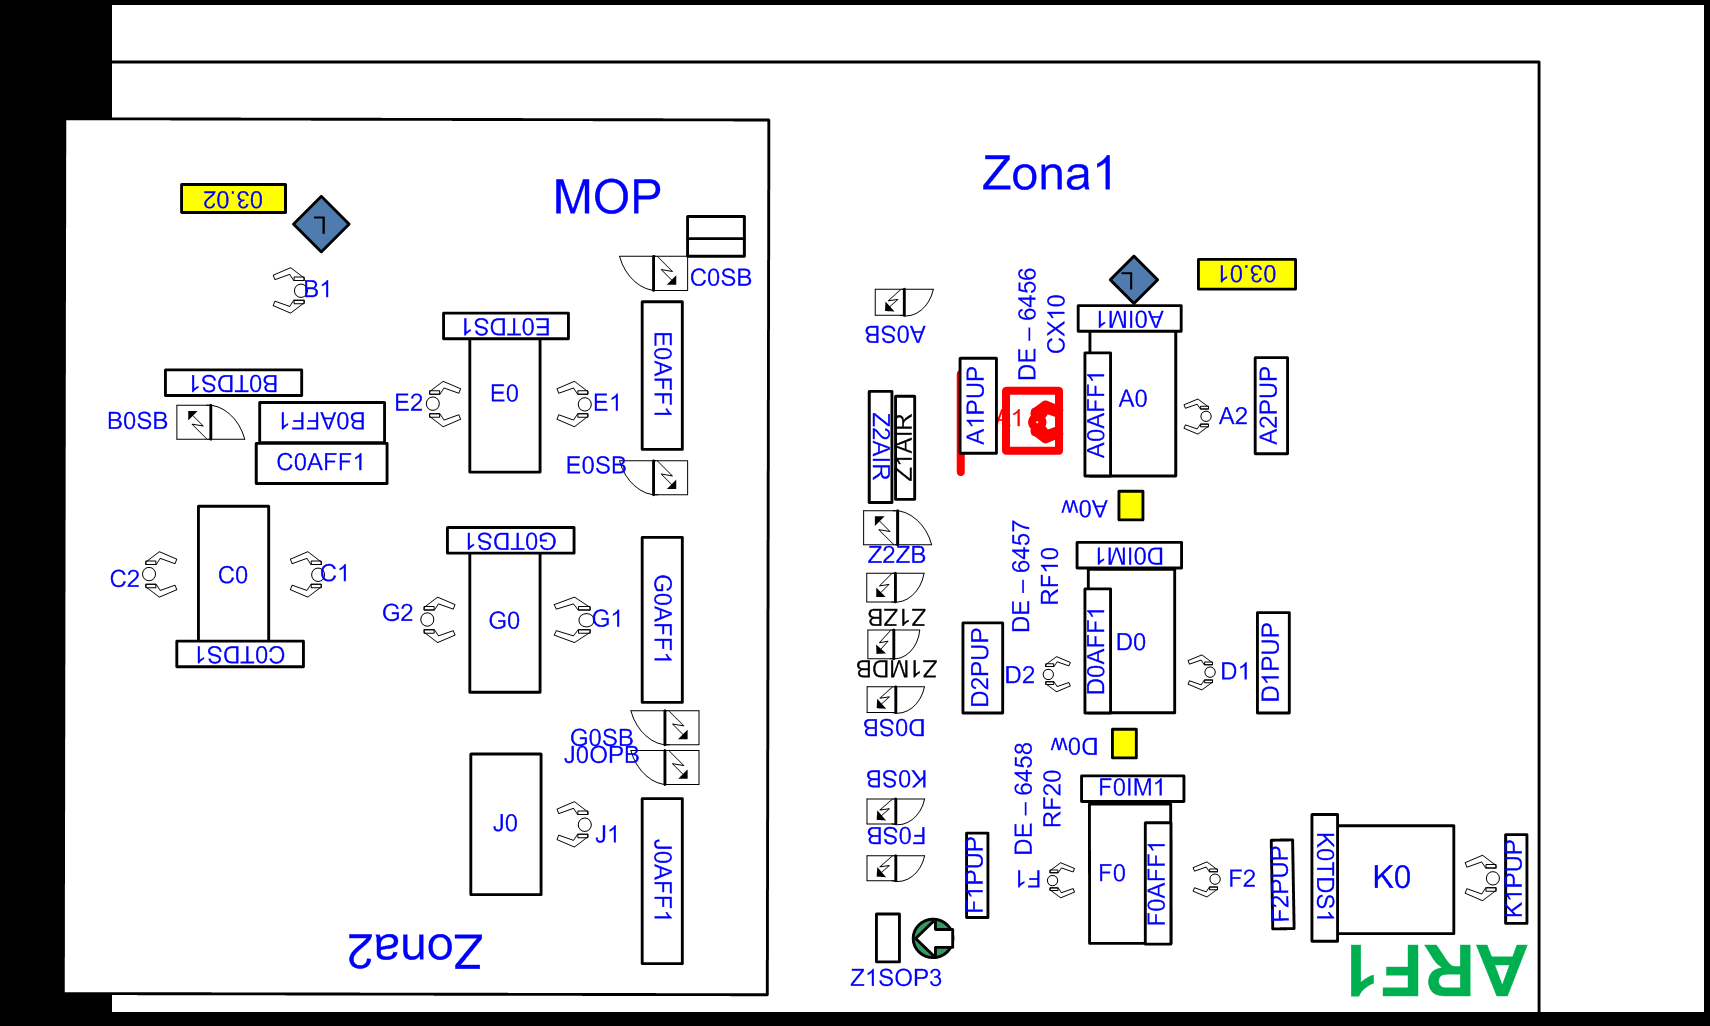 03.02
MOP
L
B1
C0SB
E0TDS1
E0AFF1
B0TDS1
B0SB
B0AFF1
C0AFF1
E2
E0
E1
E0SB
G0TDS1
C2
C0
C1
C0TDS1
G2
G0
G1
G0AFF1
G0SB
J0OPB
J0
J1
J0AFF1
Zona2
Zona1
L
03.01
A0SB
DE – 6456
CX10
A0IM1
A1PUP
A1
A0AFF1
A0
A2
A2PUP
Z2AIR
Z1AIR
A0w
Z2ZB
DE – 6457
RF10
D0IM1
Z1ZB
Z1MDB
D2PUP
D2
D0AFF1
D0
D1
D1PUP
D0SB
D0w
K0SB
DE – 6458
RF20
F0IM1
F0SB
F1PUP
F1
F0
F0AFF1
F2
F2PUP
K0TDS1
K0
K1PUP
Z1SOP3
ARF1